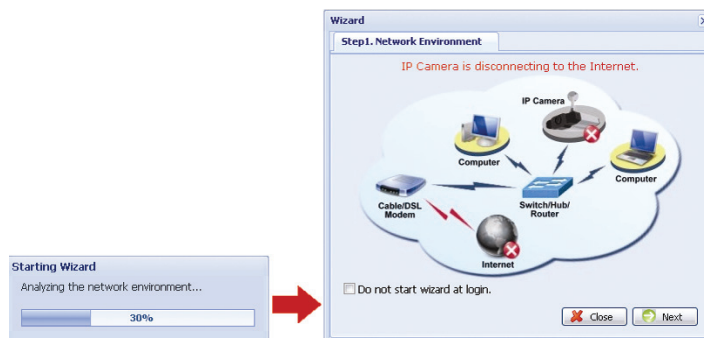 Starting Wizard
Analyzing the network environment...
30%
Wizard
Step1. Network Environment
IP Camera is disconnecting to the Internet.
IP Camera
Computer
Computer
Cable/DSL
Modem
Switch/Hub/
Router
Internet
Do not start wizard at login.
Close
Next